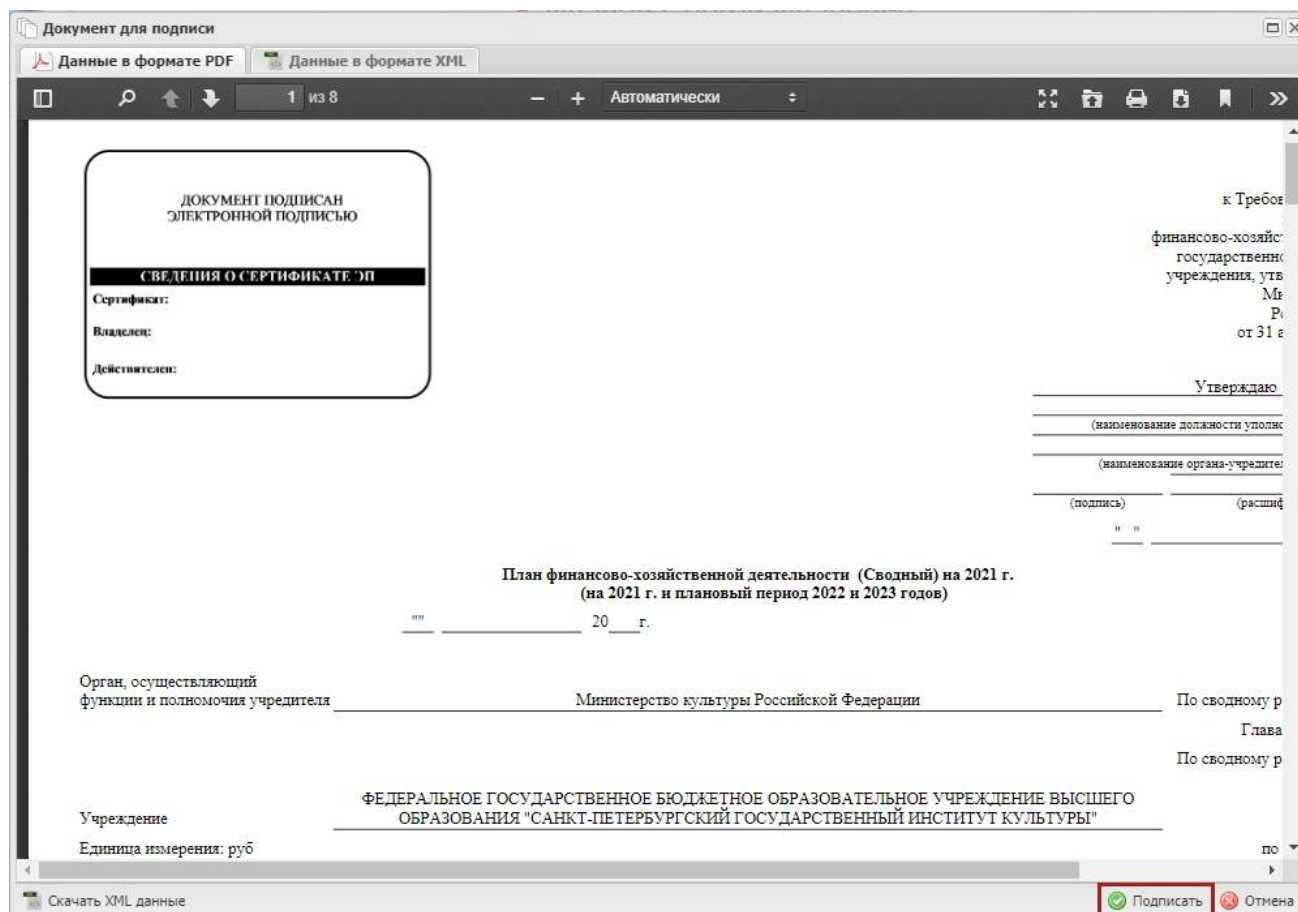 Документ для подписи
Данные в формате PDF
Данные в формате XML
1 из 8
Автоматически
ДОКУМЕНТ ПОДПИСАН
ЭЛЕКТРОННОЙ ПОДПИСЬЮ
СВЕДЕНИЯ О СЕРТИФИКАТЕ ЭП
Сертификат:
Владелец:
Действителен:
к Требов
финансово-хозяйс
государственно
учреждения, утв
Ми
Ро
от 31 а
Утверждаю
(наименование должности уполно
(наименование органа-учредител
(подпись) (расшиф
" "
План финансово-хозяйственной деятельности (Сводный) на 2021 г.
(на 2021 г. и плановый период 2022 и 2023 годов)
"" 20 г.
Орган, осуществляющий
функции и полномочия учредителя Министерство культуры Российской Федерации По сводному р
Глава
По сводному р
ФЕДЕРАЛЬНОЕ ГОСУДАРСТВЕННОЕ БЮДЖЕТНОЕ ОБРАЗОВАТЕЛЬНОЕ УЧРЕЖДЕНИЕ ВЫСШЕГО
Учреждение ОБРАЗОВАНИЯ "САНКТ-ПЕТЕРБУРГСКИЙ ГОСУДАРСТВЕННЫЙ ИНСТИТУТ КУЛЬТУРЫ"
Единица измерения: руб по
Скачать XML данные
Подписать
Отмена